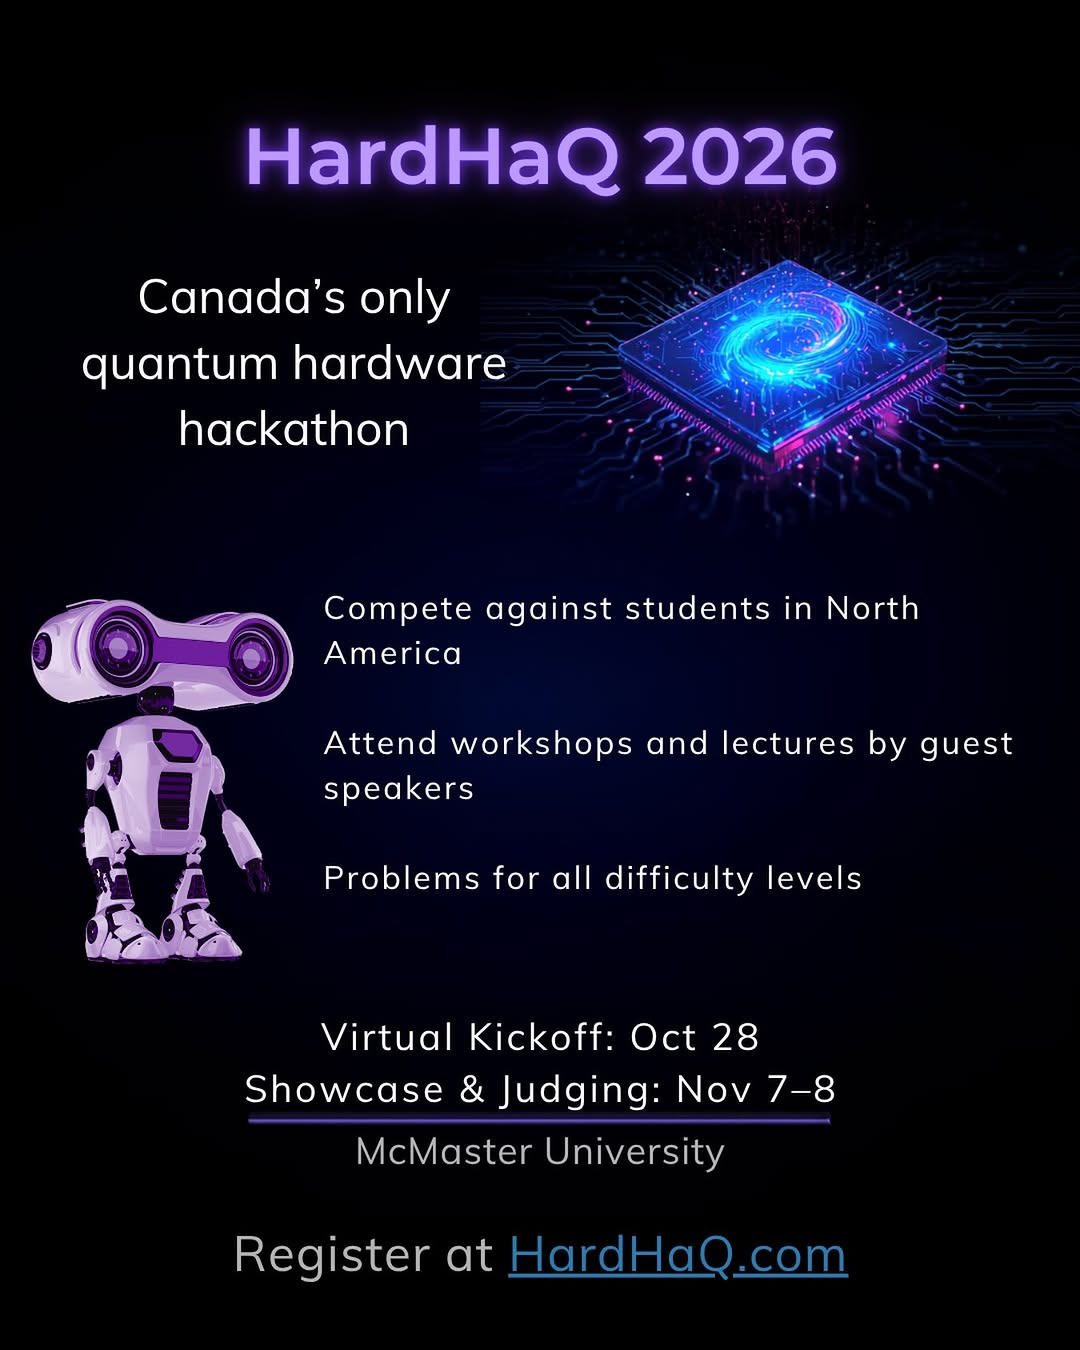 HardHaQ 2026
Canada’s only
quantum hardware
hackathon
Compete against students in North
America
Attend workshops and lectures by guest
speakers
Problems for all difficulty levels
Virtual Kickoff: Oct 28
Showcase & Judging: Nov 7–8
McMaster University
Register at HardHaQ.com